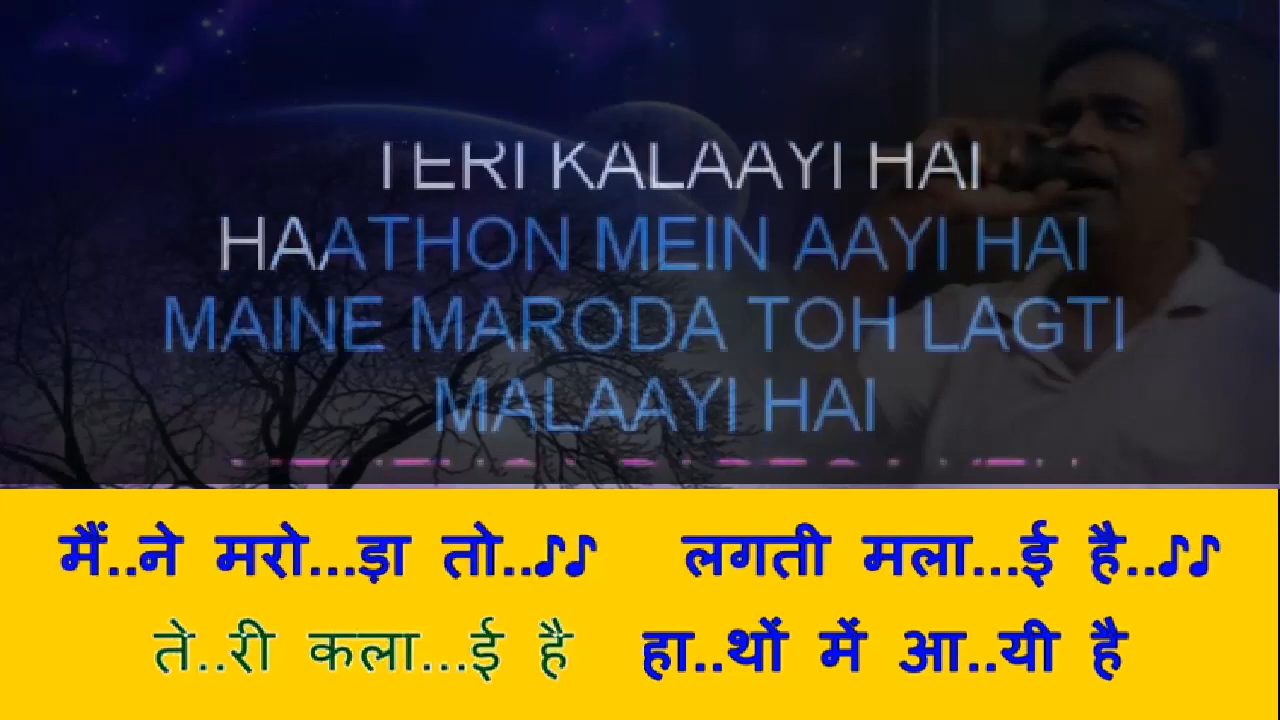 TERI KALAAYI HAI
HAATHON MEIN AAYI HAI
MAINE MARODA TOH LAGTI
MALAAYI HAI
मैं..ने मरो...ड़ा तो..♪♪ लगती मला...ई है..♪♪
ते..री कला...ई है हा..थों में आ..यी है